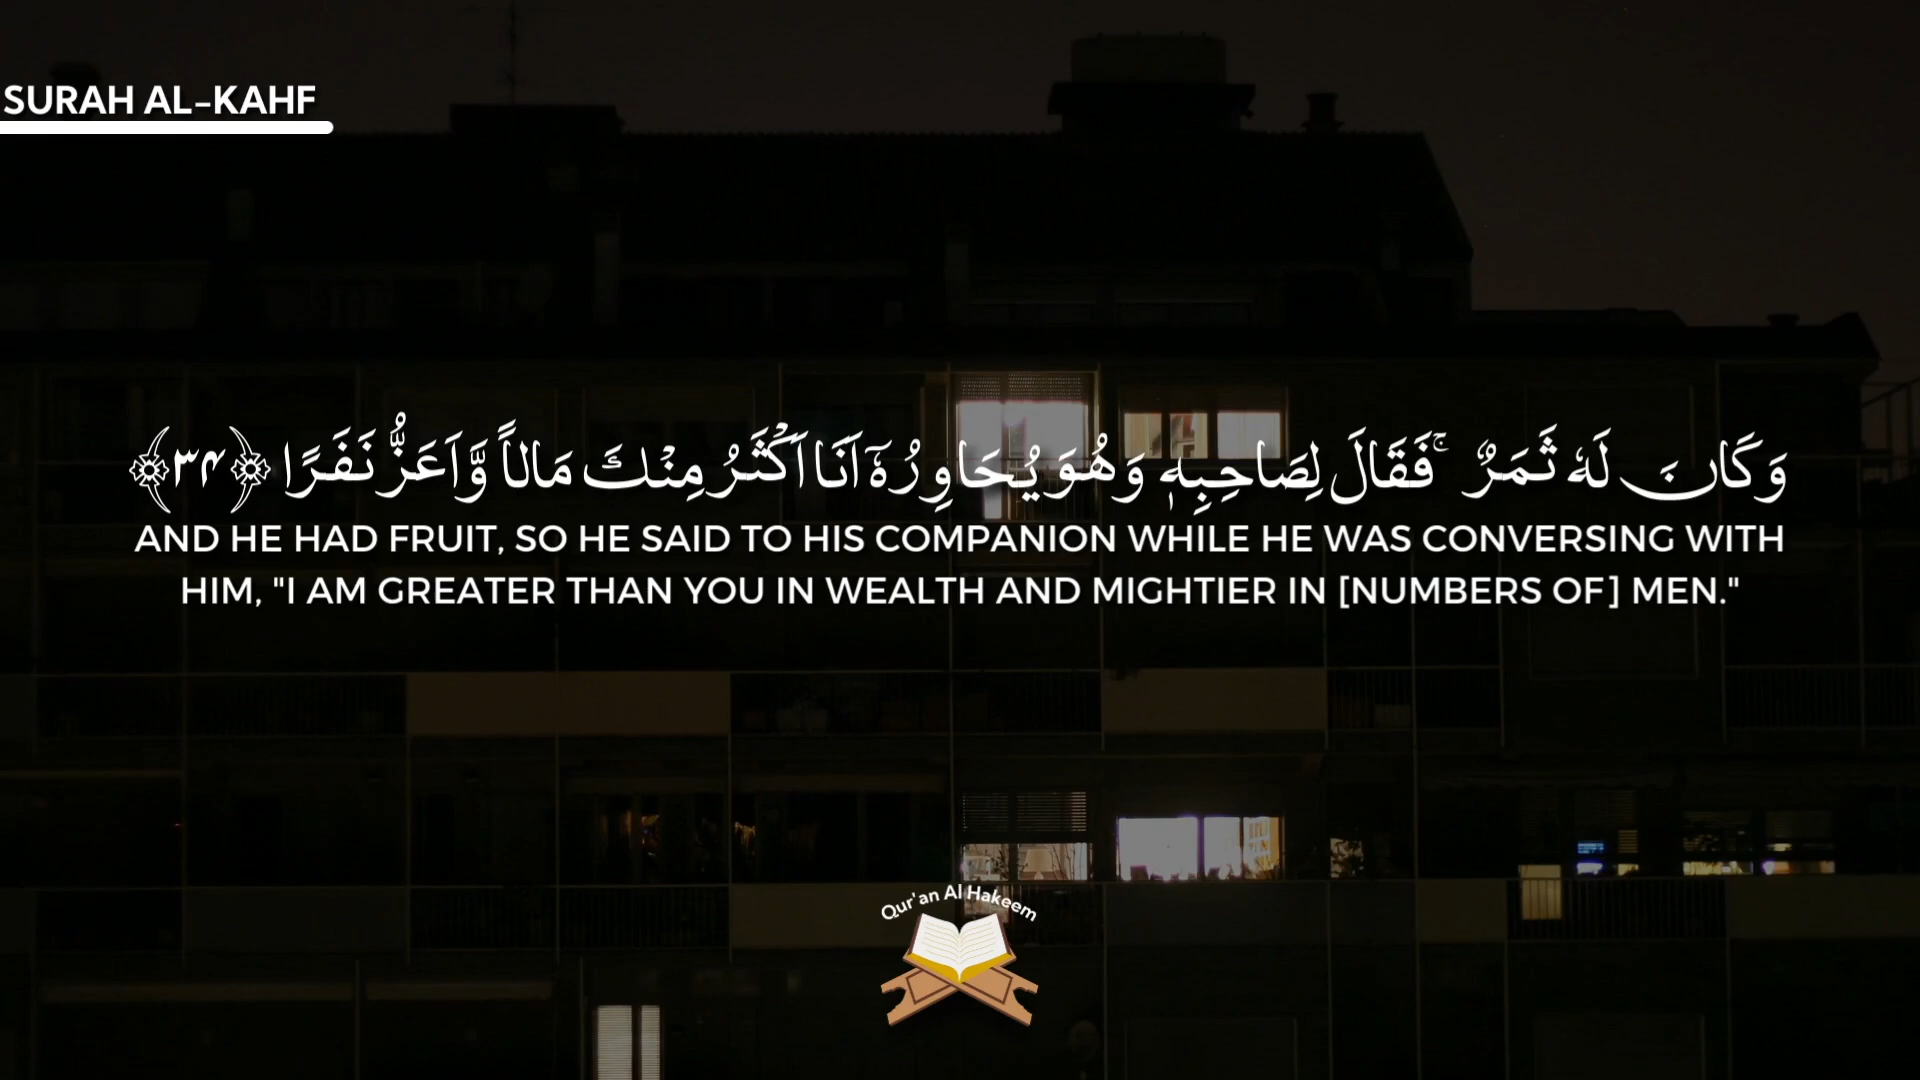 SURAH AL-KAHF
وَكَانَ لَهٗ ثَمَرٌ ۚ فَقَالَ لِصَاحِبِهٖ وَهُوَ يُحَاوِرُهٗۤ اَنَا اَكْثَرُ مِنْكَ مَالاً وَّاَعَزُّ نَفَرًا ﴿۳۴﴾
AND HE HAD FRUIT, SO HE SAID TO HIS COMPANION WHILE HE WAS CONVERSING WITH
HIM, "I AM GREATER THAN YOU IN WEALTH AND MIGHTIER IN [NUMBERS OF] MEN."
Qur'an Al Hakeem